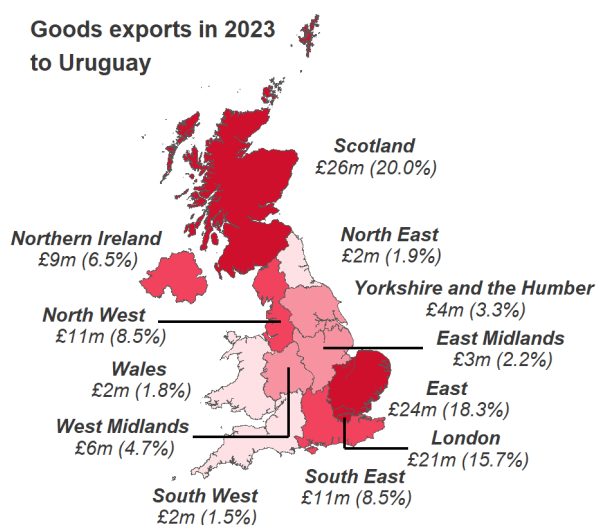 Goods exports in 2023
to Uruguay
Scotland
£26m (20.0%)
Northern Ireland
£9m (6.5%)
North East
£2m (1.9%)
Yorkshire and the Humber
£4m (3.3%)
North West
£11m (8.5%)
East Midlands
£3m (2.2%)
Wales
£2m (1.8%)
East
£24m (18.3%)
West Midlands
£6m (4.7%)
London
£21m (15.7%)
South East
£11m (8.5%)
South West
£2m (1.5%)